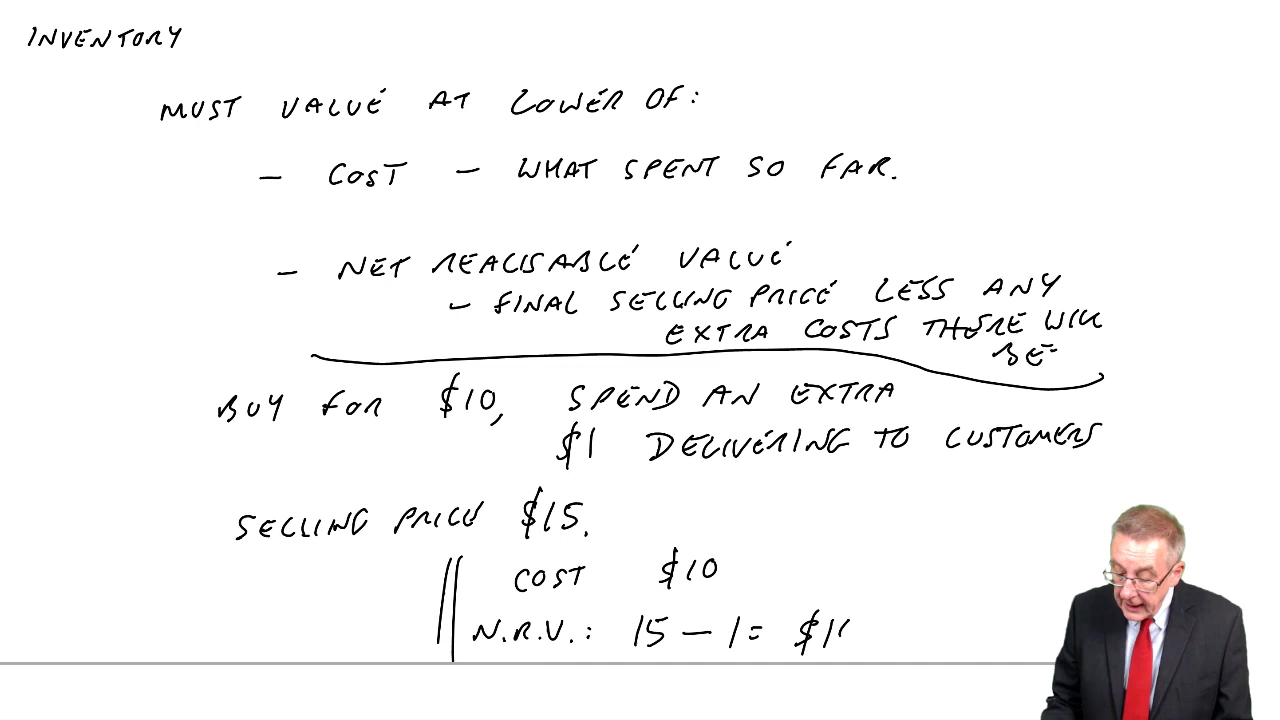 INVENTORY
MUST VALUE AT LOWER OF:
- COST - WHAT SPENT SO FAR.
- NET REALISABLE VALUE
- FINAL SELLING PRICE LESS ANY
EXTRA COSTS THERE WILL
BE
BUY FOR $10, SPEND AN EXTRA
$1 DELIVERING TO CUSTOMERS
SELLING PRICE $15.
COST $10
N.R.V.: 15 - 1 =